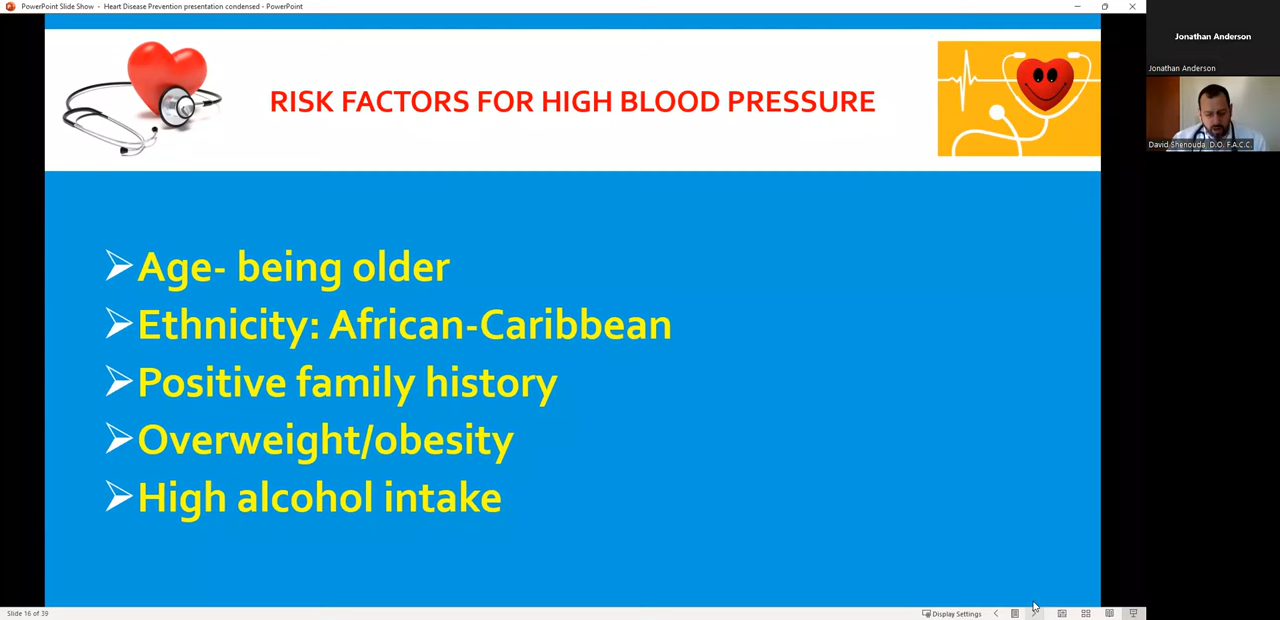 PowerPoint Slide Show - Heart Disease Prevention presentation condensed - PowerPoint
Jonathan Anderson
Jonathan Anderson
RISK FACTORS FOR HIGH BLOOD PRESSURE
David Shenouda, D.O. F.A.C.C.
Age- being older
Ethnicity: African-Caribbean
Positive family history
Overweight/obesity
High alcohol intake
Slide 16 of 39
Display Settings